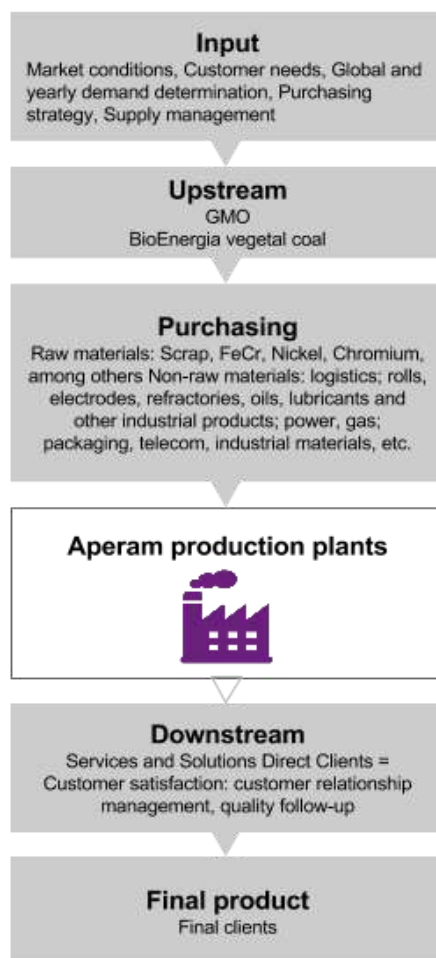 Input
Market conditions, Customer needs, Global and
yearly demand determination, Purchasing
strategy, Supply management
Upstream
GMO
BioEnergia vegetal coal
Purchasing
Raw materials: Scrap, FeCr, Nickel, Chromium,
among others Non-raw materials: logistics; rolls,
electrodes, refractories, oils, lubricants and
other industrial products; power, gas;
packaging, telecom, industrial materials, etc.
Aperam production plants
Downstream
Services and Solutions Direct Clients =
Customer satisfaction: customer relationship
management, quality follow-up
Final product
Final clients